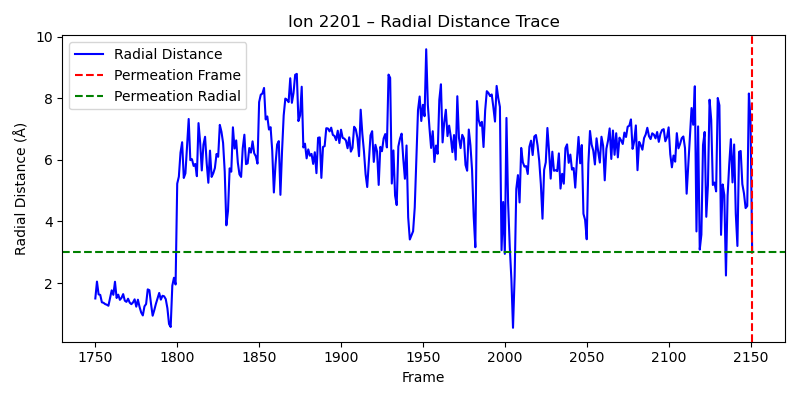 Ion 2201 – Radial Distance Trace
Radial Distance
Permeation Frame
Permeation Radial
Radial Distance (Å)
10
8
6
4
2
1750 1800 1850 1900 1950 2000 2050 2100 2150
Frame